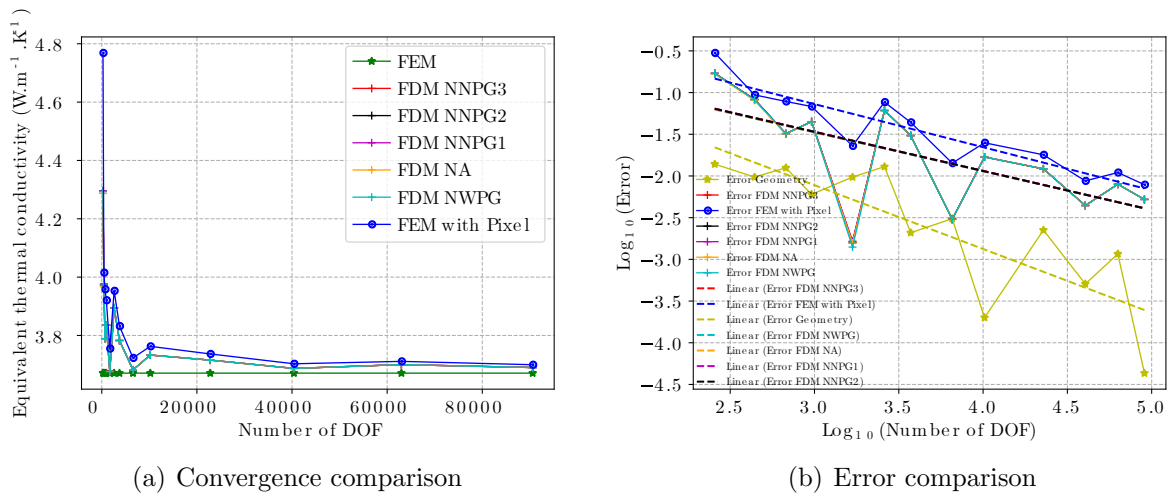 4.8
4.6
4.4
4.2
4.0
3.8
0
20000
40000
60000
80000
Equivalent the rmal conductivity (W.m⁻¹.K¹)
Number of DOF
FEM
FDM NNPG3
FDM NNPG2
FDM NNPG1
FDM NA
FDM NWPG
FEM with Pixel
(a) Convergence comparison
−0.5
−1.0
−1.5
−2.0
−2.5
−3.0
−3.5
−4.0
−4.5
2.5
3.0
3.5
4.0
4.5
5.0
Log₁₀(Error)
Log₁₀(Number of DOF)
Error Geometry
Error FDM NNPG3
Error FEM with Pixel
Error FDM NNPG2
Error FDM NNPG1
Error FDM NA
Error FDM NWPG
Linear (Error FDM NNPG3)
Linear (Error FEM with Pixel)
Linear (Error Geometry)
Linear (Error FDM NWPG)
Linear (Error FDM NA)
Linear (Error FDM NNPG1)
Linear (Error FDM NNPG2)
(b) Error comparison